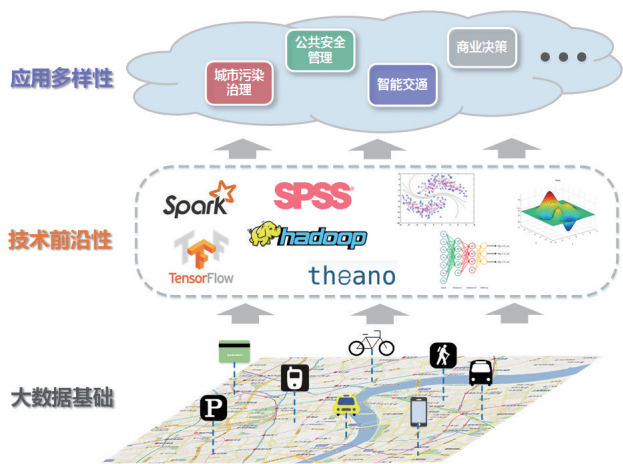 应用多样性
公共安全
管理
商业决策
城市污染
治理
智能交通
技术前沿性
Spark
SPSS
hadoop
TensorFlow
theano
大数据基础
P